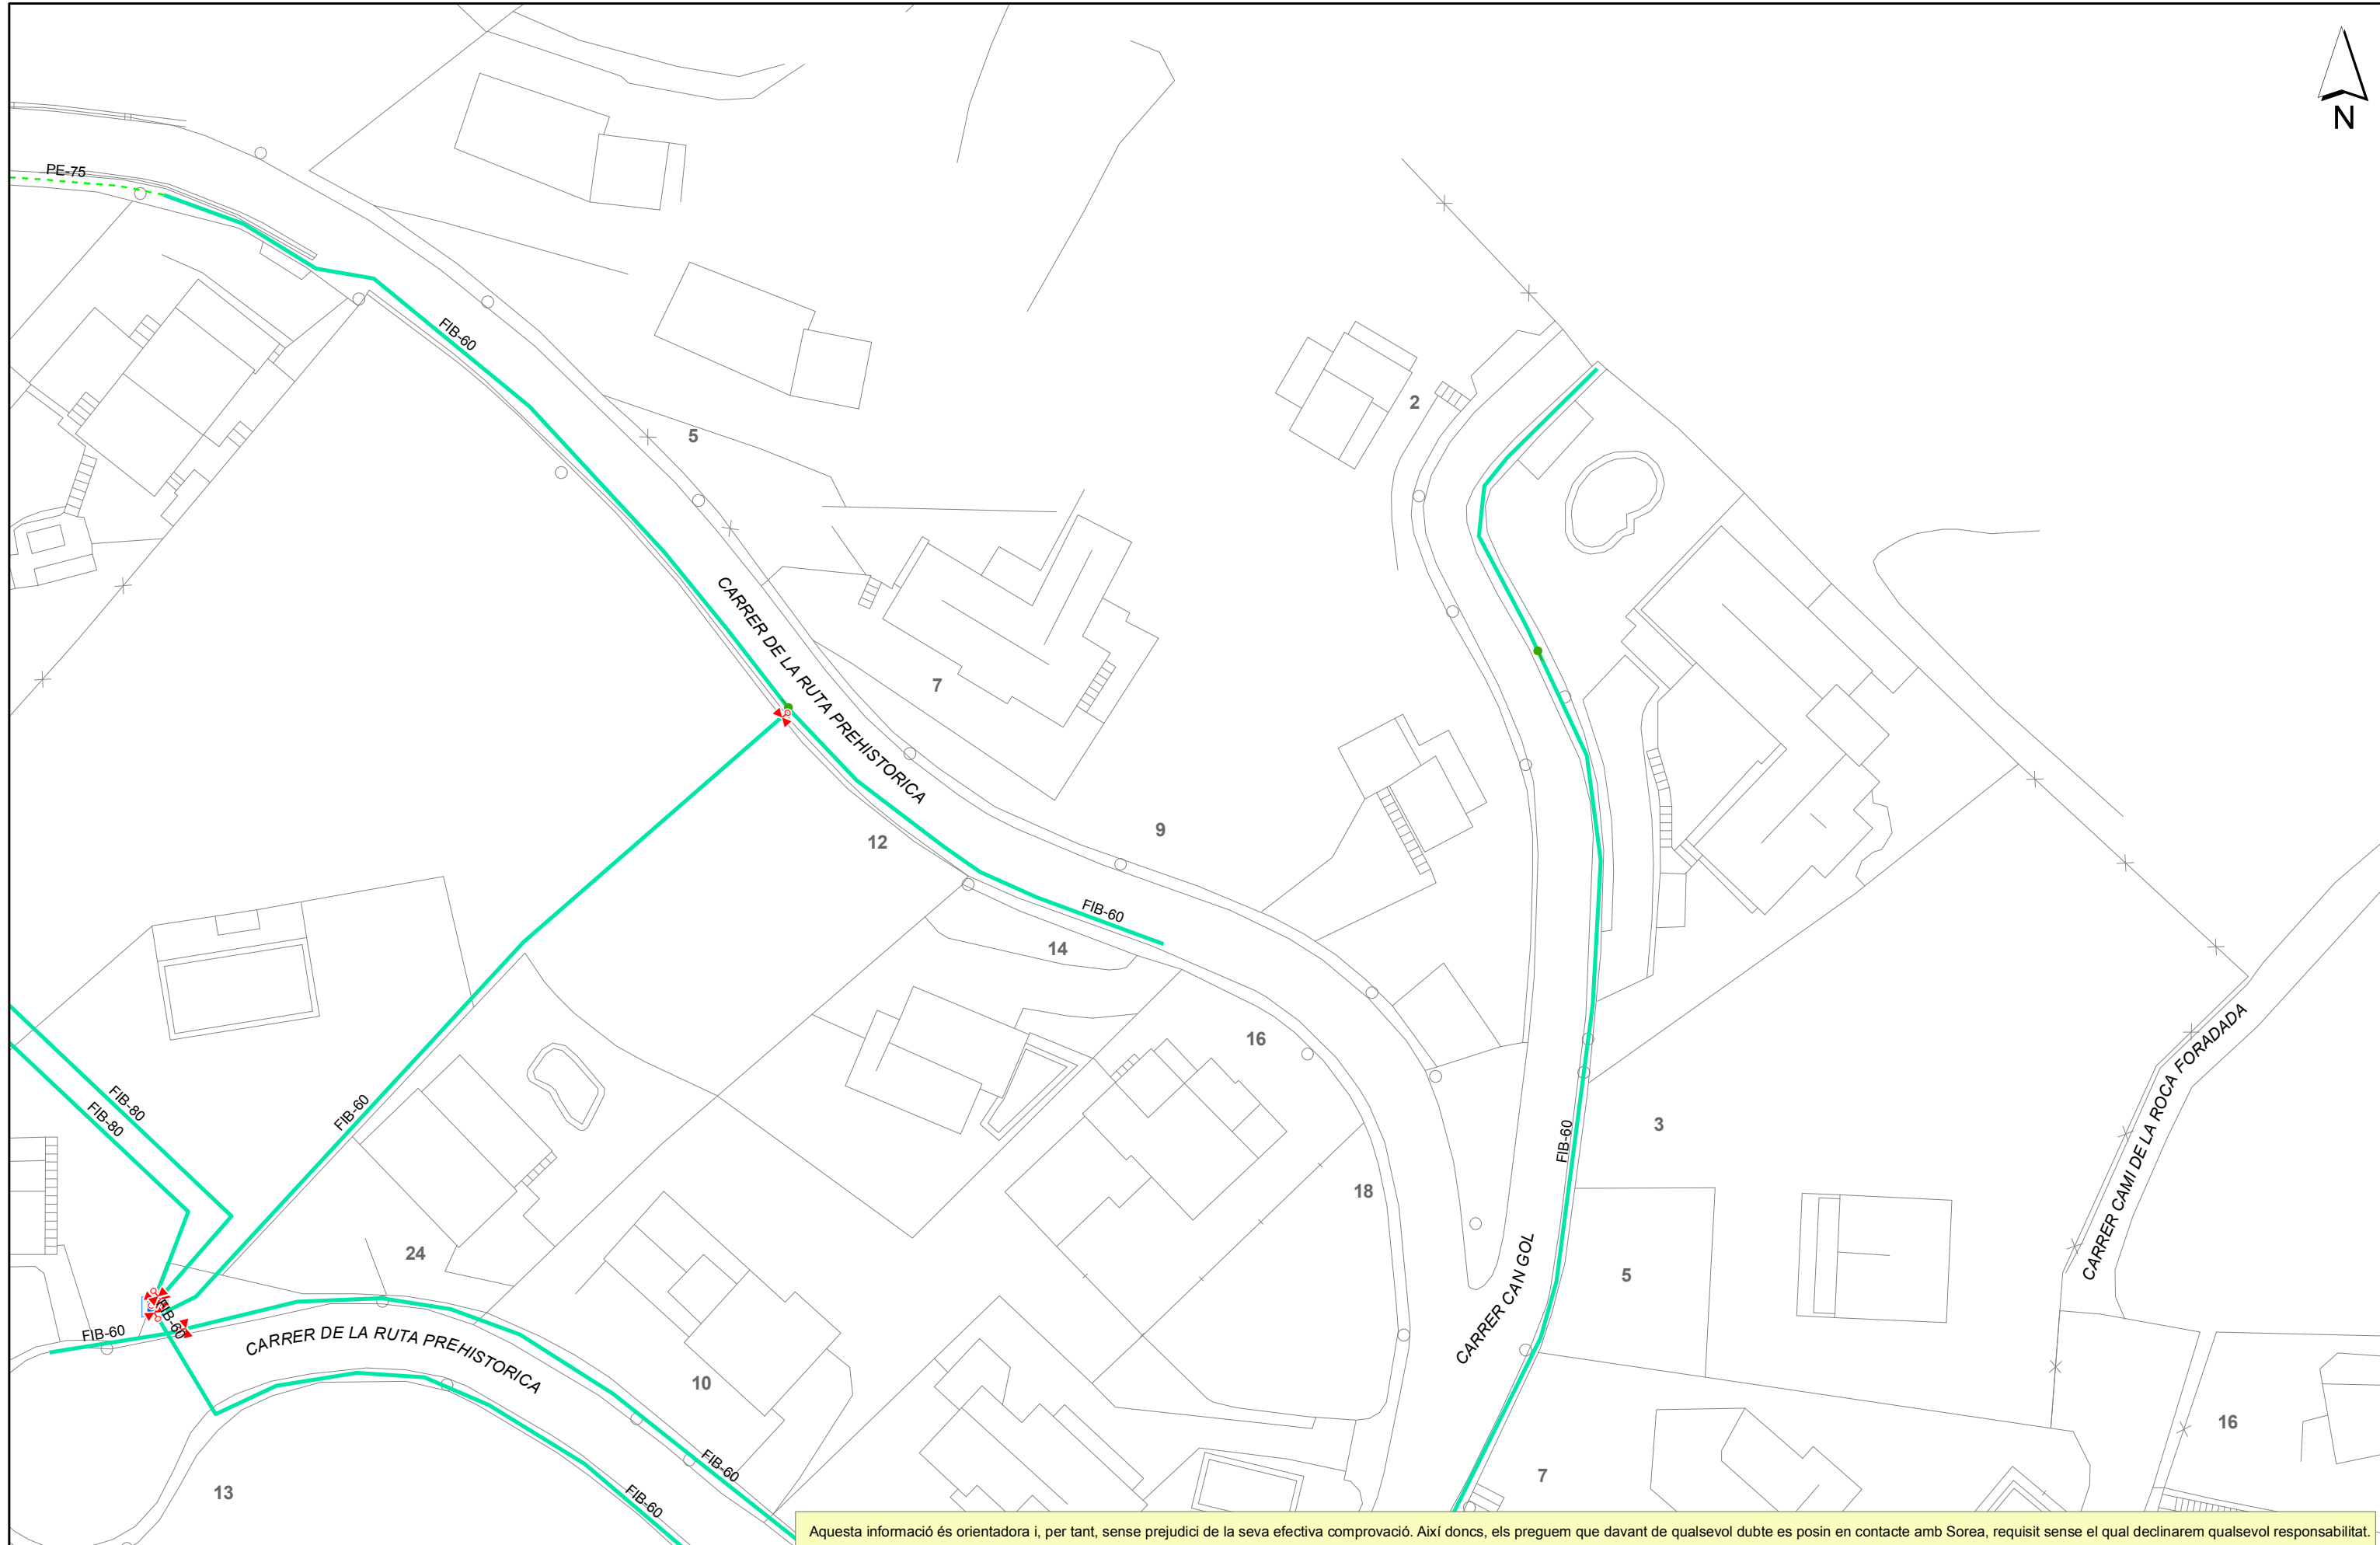 N
PE-75
FIB-60
2
5
CARRER DE LA RUTA PREHISTORICA
7
9
12
FIB-60
14
16
CARRER CAMI DE LA ROCA FORADADA
FIB-80
FIB-80
FIB-60
FIB-60
3
18
24
5
CARRER CAN GOL
FIB-60
FIB-60
CARRER DE LA RUTA PREHISTORICA
10
16
FIB-60
7
13
FIB-60
Aquesta informació és orientadora i, per tant, sense prejudici de la seva efectiva comprovació. Així doncs, els preguem que davant de qualsevol dubte es posin en contacte amb Sorea, requisit sense el qual declinarem qualsevol responsabilitat.